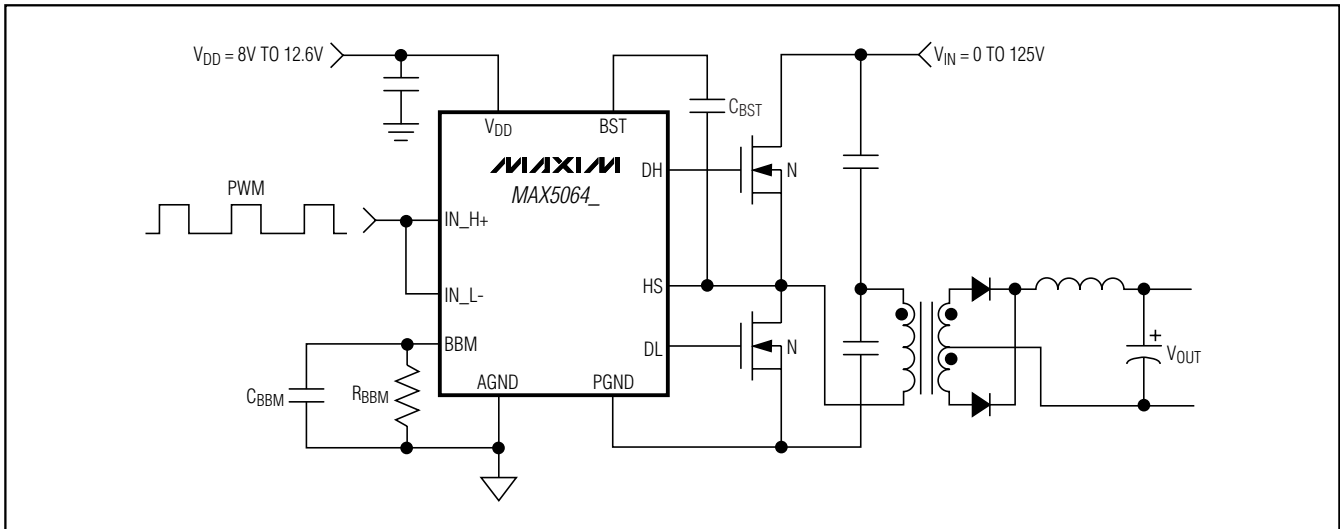 V_DD = 8V TO 12.6V
V_IN = 0 TO 125V
C_BST
V_DD
BST
MAXIM
MAX5064_
DH
N
PWM
IN_H+
IN_L-
HS
BBM
DL
N
V_OUT
+
C_BBM
R_BBM
AGND
PGND